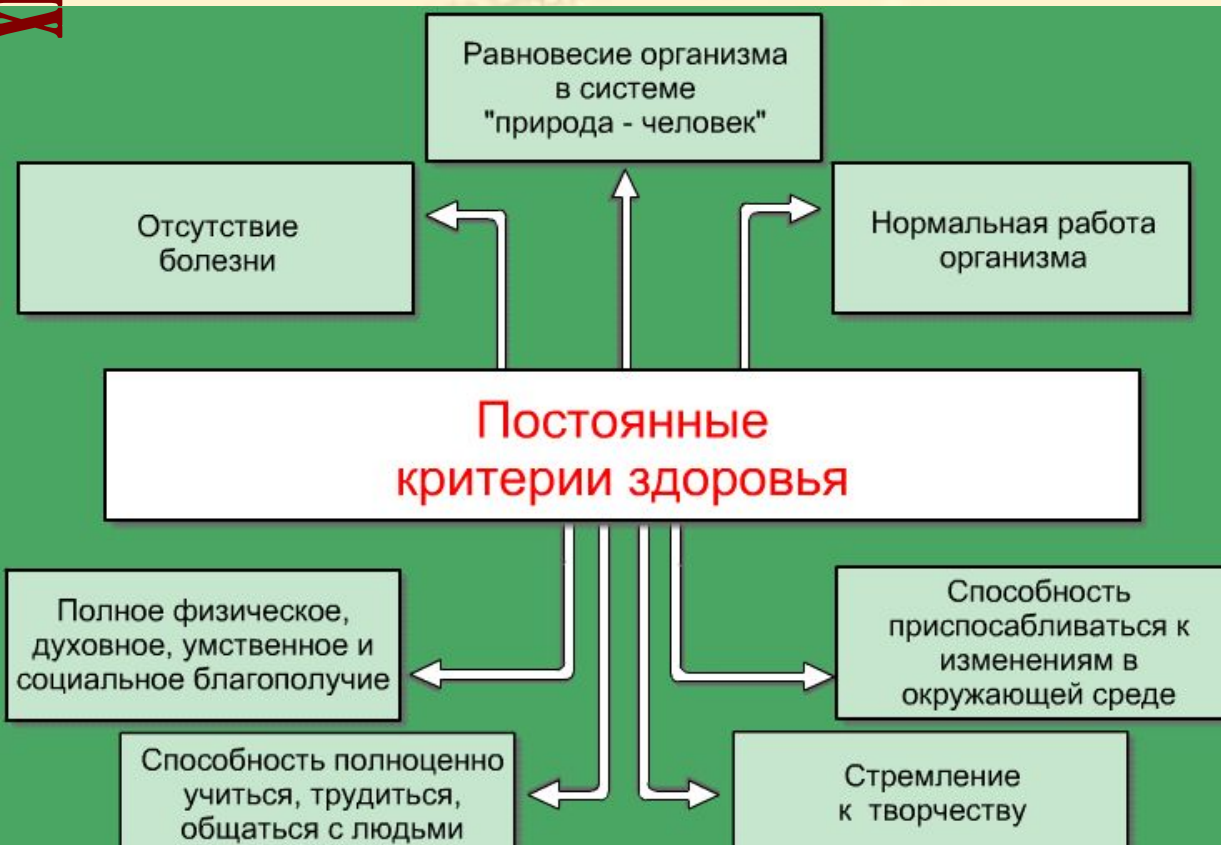 Равновесие организма
в системе
"природа - человек"
Отсутствие
болезни
Нормальная работа
организма
Постоянные
критерии здоровья
Полное физическое,
духовное, умственное и
социальное благополучие
Способность
приспосабливаться к
изменениям в
окружающей среде
Способность полноценно
учиться, трудиться,
общаться с людьми
Стремление
к творчеству